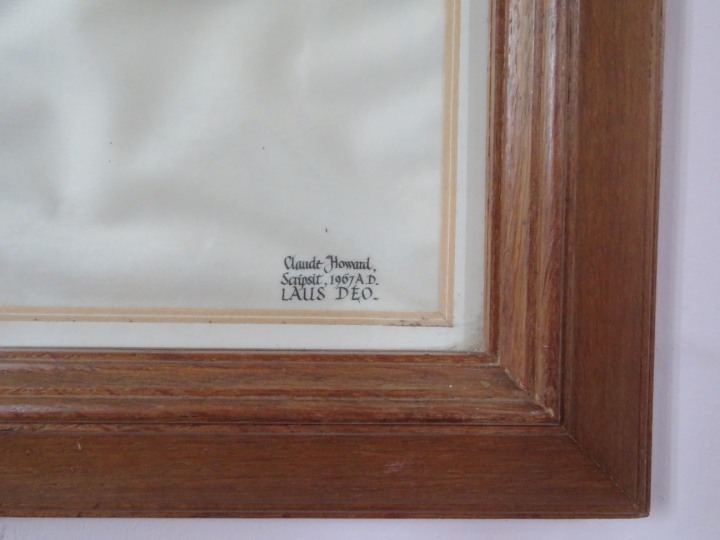 Claude Howard,
Scripsit, 1967 A.D.
LAUS DEO.